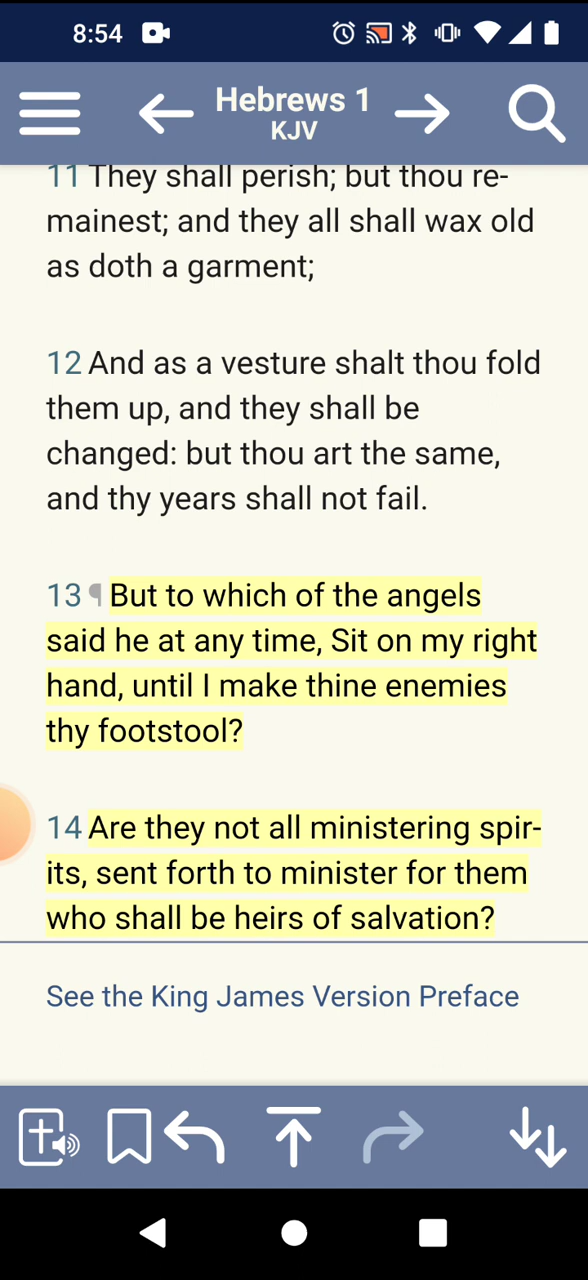 8:54
Hebrews 1
KJV
11 They shall perish; but thou re-
mainest; and they all shall wax old
as doth a garment;
12 And as a vesture shalt thou fold
them up, and they shall be
changed: but thou art the same,
and thy years shall not fail.
13 ¶ But to which of the angels
said he at any time, Sit on my right
hand, until I make thine enemies
thy footstool?
14 Are they not all ministering spir-
its, sent forth to minister for them
who shall be heirs of salvation?
See the King James Version Preface